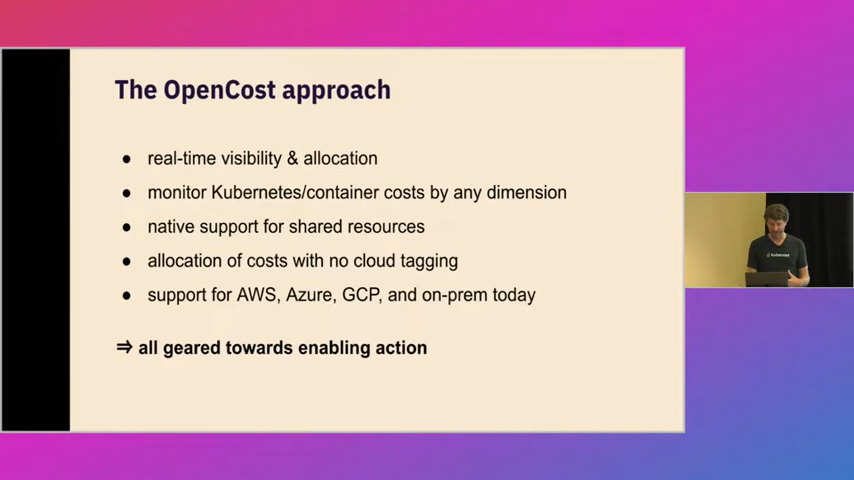 The OpenCost approach
● real-time visibility & allocation
● monitor Kubernetes/container costs by any dimension
● native support for shared resources
● allocation of costs with no cloud tagging
● support for AWS, Azure, GCP, and on-prem today
⇒ all geared towards enabling action
kubecost